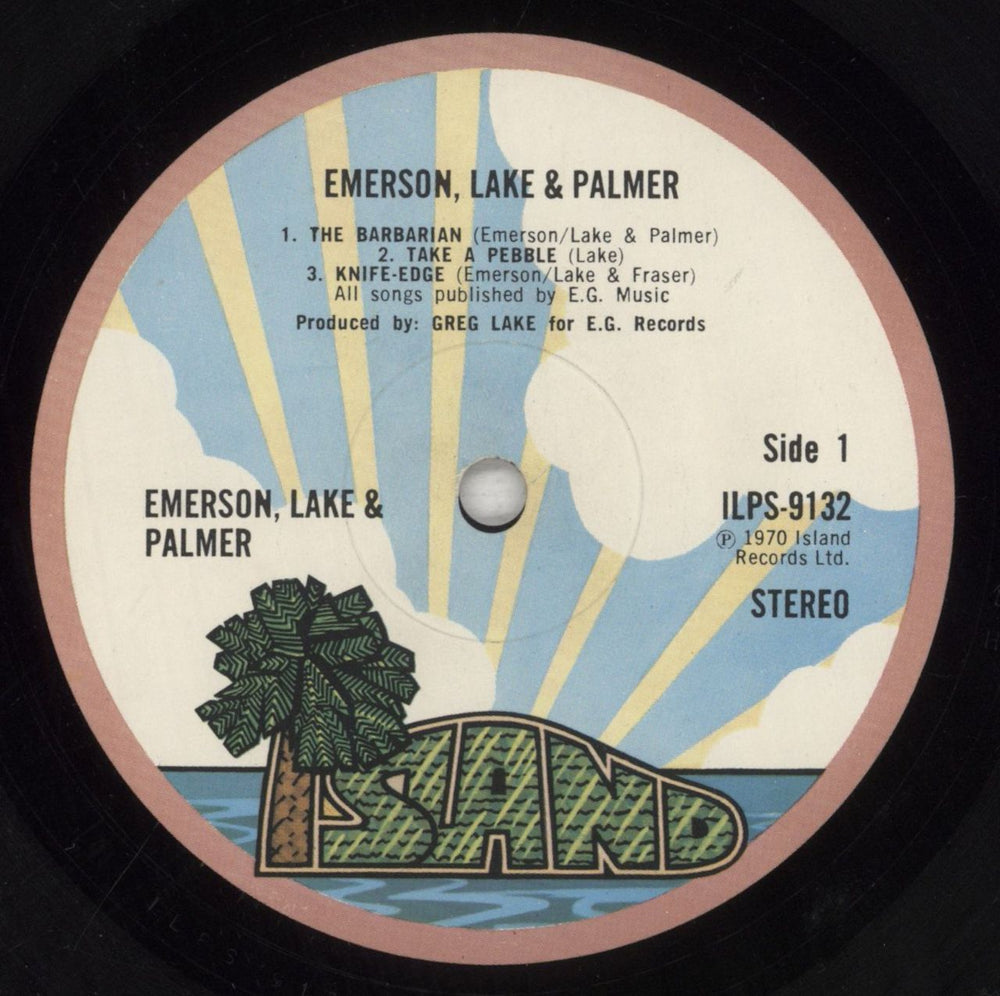 EMERSON, LAKE & PALMER
1. THE BARBARIAN (Emerson/Lake & Palmer)
2. TAKE A PEBBLE (Lake)
3. KNIFE-EDGE (Emerson/Lake & Fraser)
All songs published by E.G. Music
Produced by: GREG LAKE for E.G. Records
Side 1
EMERSON, LAKE &
PALMER
ILPS-9132
℗ 1970 Island
Records Ltd.
STEREO
ISLAND